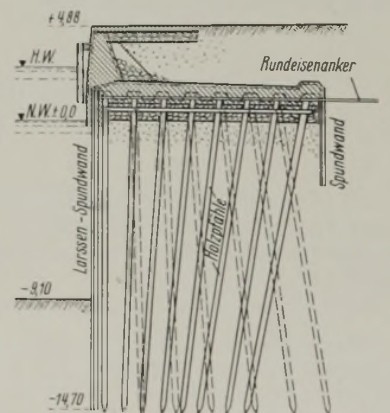 +4,88
H.W.
Rundeisenanker
N.W.±0,0
Larssen-Spundwand
Spundwand
Holzpfähle
-9,10
-14,70